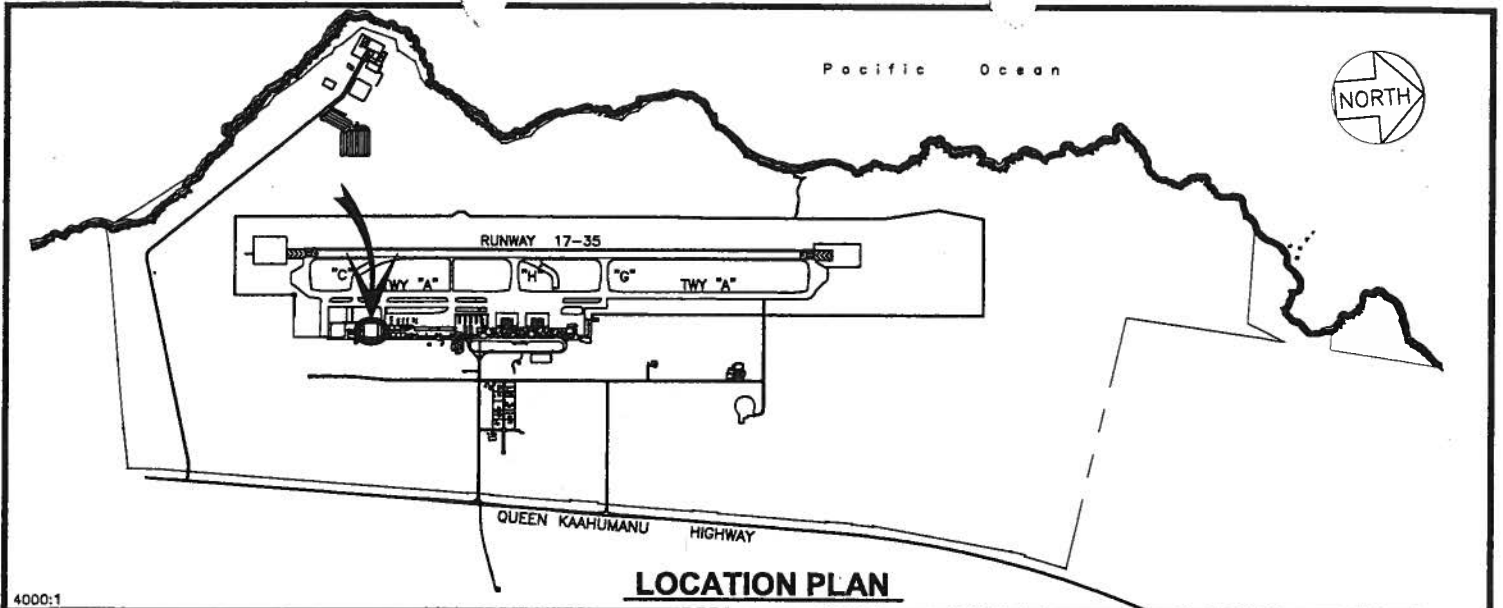 Pacific Ocean
NORTH
RUNWAY 17-35
"C"
TWY "A"
"H"
"G"
TWY "A"
QUEEN KAAHUMANU HIGHWAY
LOCATION PLAN
4000:1